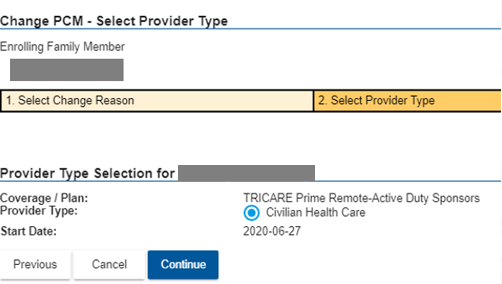 Change PCM - Select Provider Type
Enrolling Family Member
1. Select Change Reason
2. Select Provider Type
Provider Type Selection for
Coverage / Plan: TRICARE Prime Remote-Active Duty Sponsors
Provider Type: Civilian Health Care
Start Date: 2020-06-27
Previous Cancel Continue